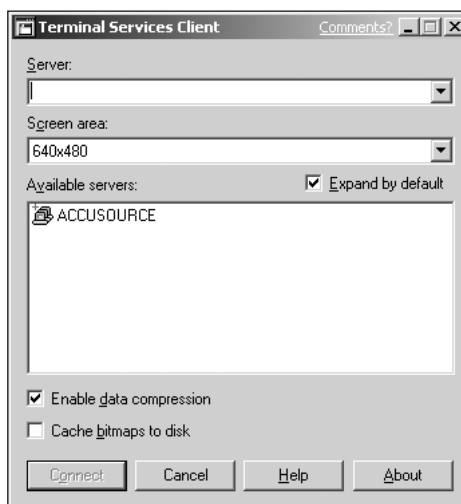 Terminal Services Client Comments?
Server:
Screen area:
640x480
Available servers: Expand by default
ACCUSOURCE
Enable data compression
Cache bitmaps to disk
Connect Cancel Help About